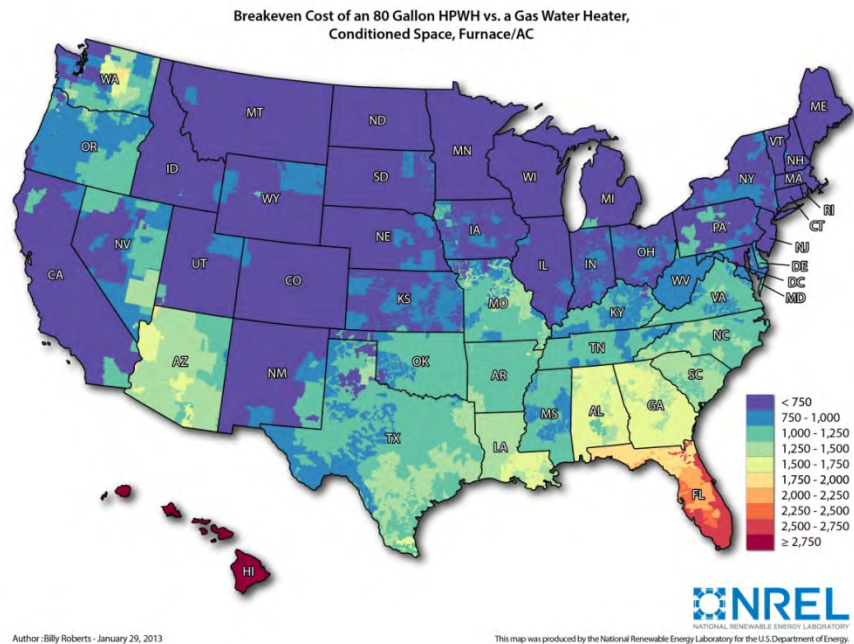 Breakeven Cost of an 80 Gallon HPWH vs. a Gas Water Heater,
Conditioned Space, Furnace/AC
WA
MT
ND
MN
ME
VT
NH
OR
ID
SD
WI
MI
NY
MA
RI
CT
WY
NE
IA
PA
NJ
NV
UT
CO
IL
IN
OH
DE
DC
MD
CA
KS
MO
WV
VA
KY
AZ
NM
OK
AR
TN
NC
SC
TX
LA
MS
AL
GA
FL
HI
< 750
750 - 1,000
1,000 - 1,250
1,250 - 1,500
1,500 - 1,750
1,750 - 2,000
2,000 - 2,250
2,250 - 2,500
2,500 - 2,750
≥ 2,750
NREL
NATIONAL RENEWABLE ENERGY LABORATORY
Author : Billy Roberts - January 29, 2013
This map was produced by the National Renewable Energy Laboratory for the U.S. Department of Energy.